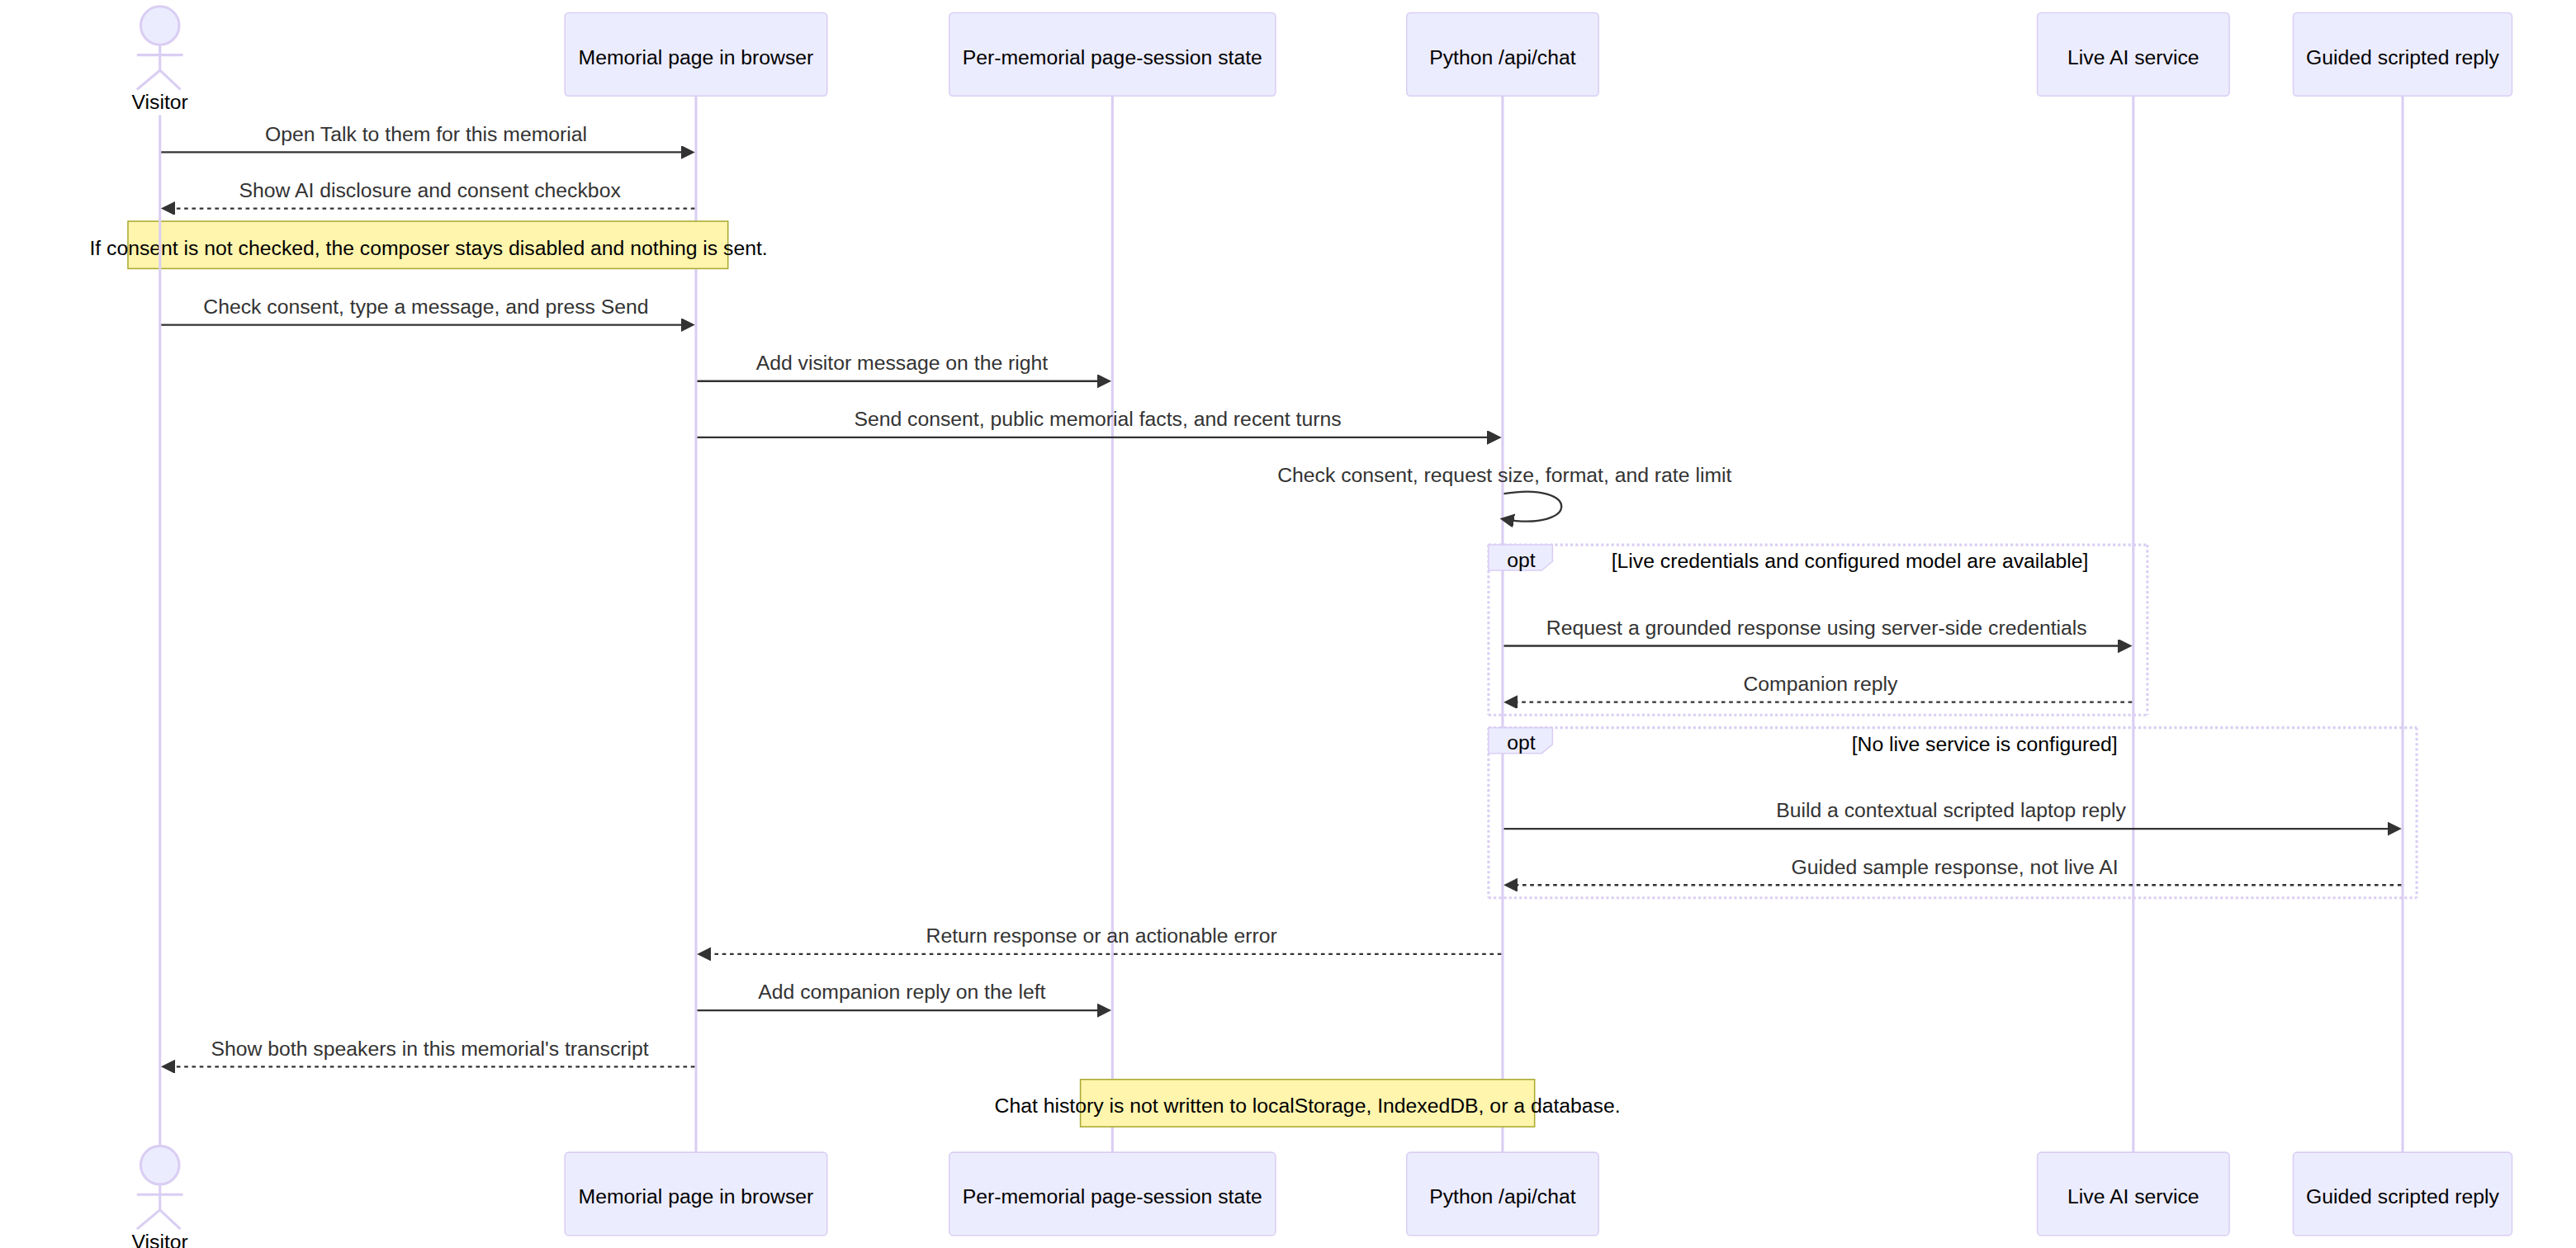 Visitor
Memorial page in browser
Per-memorial page-session state
Python /api/chat
Live AI service
Guided scripted reply
Open Talk to them for this memorial
Show AI disclosure and consent checkbox
If consent is not checked, the composer stays disabled and nothing is sent.
Check consent, type a message, and press Send
Add visitor message on the right
Send consent, public memorial facts, and recent turns
Check consent, request size, format, and rate limit
opt
[Live credentials and configured model are available]
Request a grounded response using server-side credentials
Companion reply
opt
[No live service is configured]
Build a contextual scripted laptop reply
Guided sample response, not live AI
Return response or an actionable error
Add companion reply on the left
Show both speakers in this memorial's transcript
Chat history is not written to localStorage, IndexedDB, or a database.
Visitor
Memorial page in browser
Per-memorial page-session state
Python /api/chat
Live AI service
Guided scripted reply